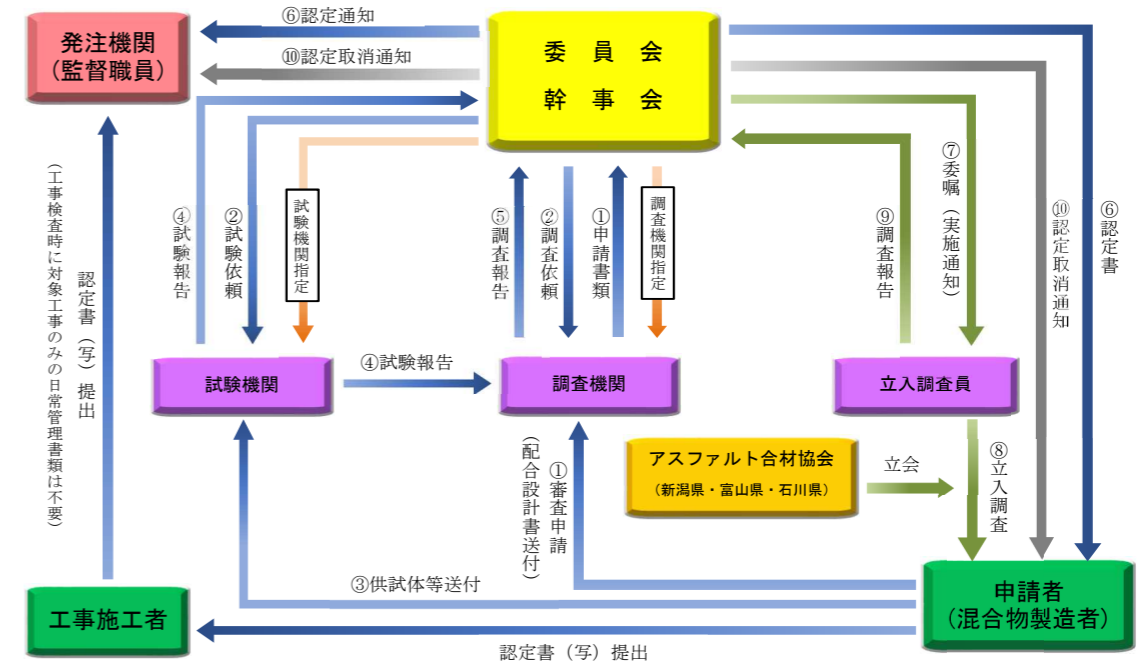 ⑥認定通知
発注機関
（監督職員）
⑩認定取消通知
委員会
幹事会
（工事検査時に対象工事のみの日常管理書類は不要）
認定書（写）提出
④試験報告
②試験依頼
試験機関指定
⑤調査報告
②調査依頼
①申請書類
調査機関指定
⑨調査報告
⑦委嘱（実施通知）
⑩認定取消通知
⑥認定書
試験機関
④試験報告
調査機関
立入調査員
アスファルト合材協会
（新潟県・富山県・石川県）
立会
⑧立入調査
①審査申請
（配合設計書送付）
③供試体等送付
工事施工者
申請者
（混合物製造者）
認定書（写）提出